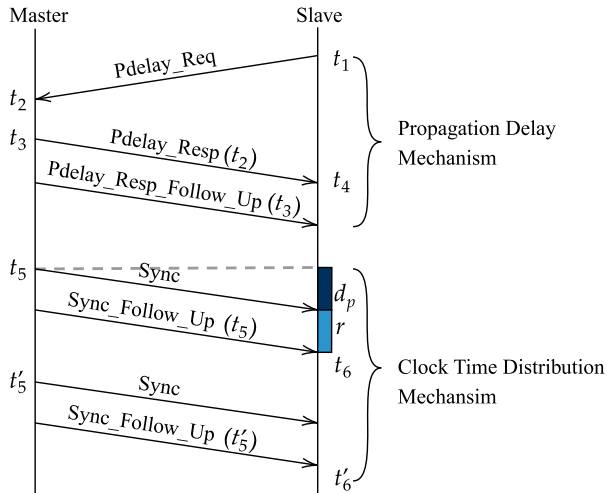 Master
Slave
Pdelay_Req
t1
t2
t3
Pdelay_Resp (t2)
Propagation Delay
Mechanism
t4
Pdelay_Resp_Follow_Up (t3)
t5
Sync
dp
Sync_Follow_Up (t5)
r
t6
Clock Time Distribution
Mechansim
t′5
Sync
Sync_Follow_Up (t′5)
t′6